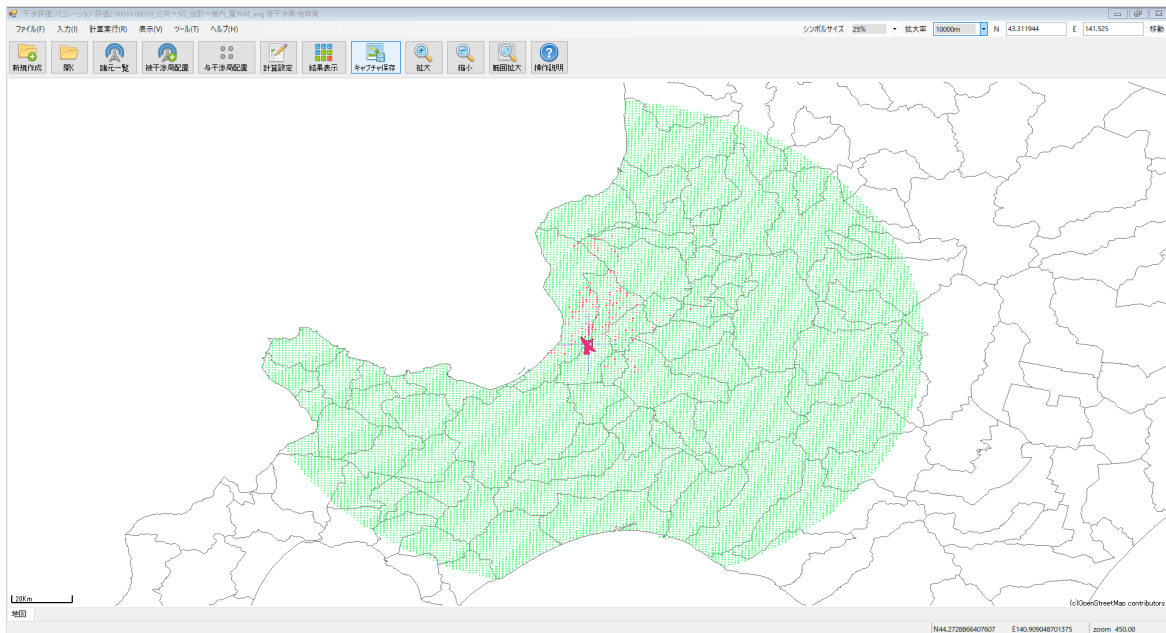 干渉評価シミュレーション 評価2 00010 00010_公共⇒5G_当別⇒稚内_屋外M_avg 被干渉局:地球局
ファイル(F) 入力(I) 計算実行(R) 表示(V) ツール(T) ヘルプ(H) シンボルサイズ 25% 拡大率 10000m N 43.311944 E 141.525 移動
新規作成 開く 諸元一覧 被干渉局配置 与干渉局配置 計算設定 結果表示 キャプチャ保存 拡大 縮小 範囲拡大 操作説明
20Km
(c)OpenStreetMap contributors
地図
N44.2728866407607 E140.909048701375 zoom 450.00